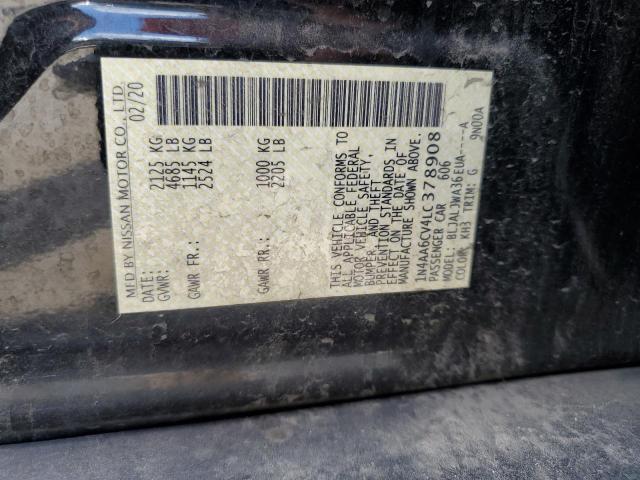 MFD BY NISSAN MOTOR CO., LTD
DATE: 02/20
GVWR: 2125 KG
4685 LB
GAWR FR.: 1145 KG
2524 LB
GAWR RR.: 1000 KG
2205 LB
THIS VEHICLE CONFORMS TO
ALL APPLICABLE FEDERAL
MOTOR VEHICLE SAFETY,
BUMPER, AND THEFT
PREVENTION STANDARDS IN
EFFECT ON THE DATE OF
MANUFACTURE SHOWN ABOVE.
1N4AA6CV4LC378908
PASSENGER CAR 606
MODEL: BLJALJWA36EUA----A
COLOR: KH3 TRIM: G 9N00A